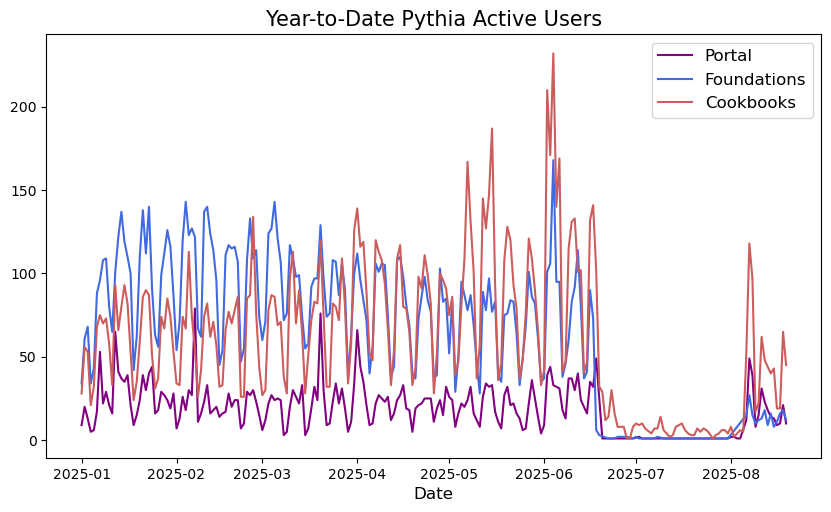 Year-to-Date Pythia Active Users
Portal
Foundations
Cookbooks
200
150
100
50
0
2025-01 2025-02 2025-03 2025-04 2025-05 2025-06 2025-07 2025-08
Date